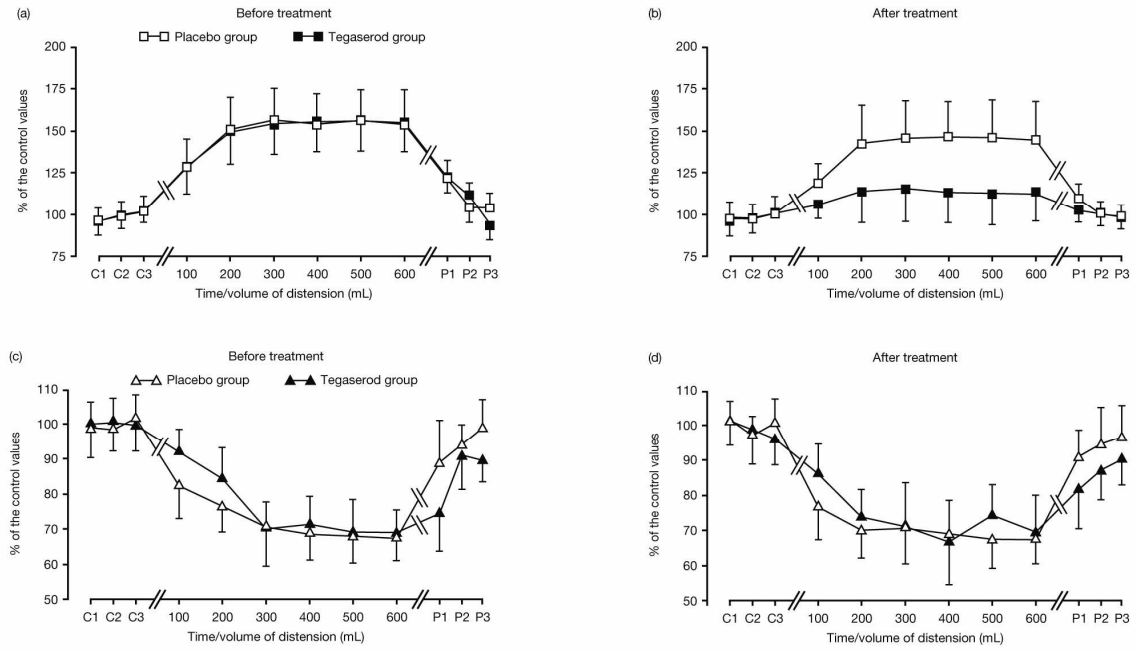 (a)
Before treatment
Placebo group
Tegaserod group
% of the control values
200
175
150
125
100
75
C1 C2 C3 100 200 300 400 500 600 P1 P2 P3
Time/volume of distension (mL)
(b)
After treatment
% of the control values
200
175
150
125
100
75
C1 C2 C3 100 200 300 400 500 600 P1 P2 P3
Time/volume of distension (mL)
(c)
Before treatment
Placebo group
Tegaserod group
% of the control values
110
100
90
80
70
60
50
C1 C2 C3 100 200 300 400 500 600 P1 P2 P3
Time/volume of distension (mL)
(d)
After treatment
% of the control values
110
100
90
80
70
60
50
C1 C2 C3 100 200 300 400 500 600 P1 P2 P3
Time/volume of distension (mL)